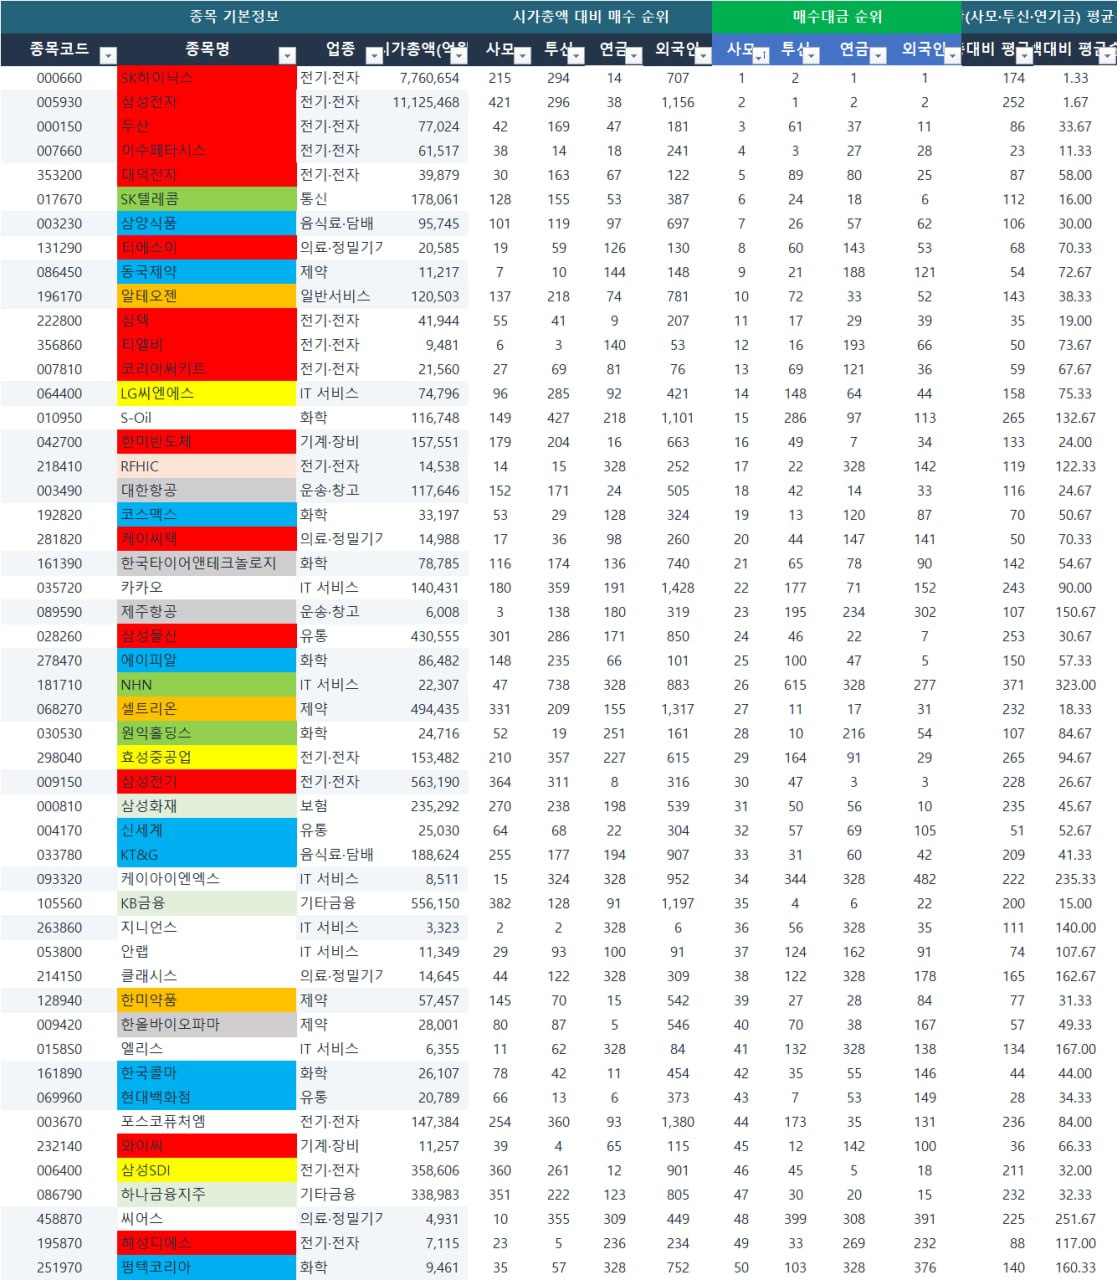 종목 기본정보 시가총액 대비 매수 순위 매수대금 순위 (사모·투신·연기금) 평균
종목코드 종목명 업종 사모 투신 연금 외국인 사모 투신 연금 외국인
000660 SK하이닉스 전기·전자 7,760,654 215 294 14 707 1 2 1 1 174 1.33
005930 삼성전자 전기·전자 11,125,468 421 296 38 1,156 2 1 2 2 252 1.67
000150 두산 전기·전자 77,024 42 169 47 181 3 61 37 11 86 33.67
007660 이수페타시스 전기·전자 61,517 38 14 18 241 4 3 27 28 23 11.33
353200 대덕전자 전기·전자 39,879 30 163 67 122 5 89 80 25 87 58.00
017670 SK텔레콤 통신 178,061 128 155 53 387 6 24 18 6 112 16.00
003230 삼양식품 음식료·담배 95,745 101 119 97 697 7 26 57 62 106 30.00
131290 티에스이 의료·정밀기기 20,585 19 59 126 130 8 60 143 53 68 70.33
086450 동국제약 제약 11,217 7 10 144 148 9 21 188 121 54 72.67
196170 알테오젠 일반서비스 120,503 137 218 74 781 10 72 33 52 143 38.33
222800 심텍 전기·전자 41,944 55 41 9 207 11 17 29 39 35 19.00
356860 티엘비 전기·전자 9,481 6 3 140 53 12 16 193 66 50 73.67
007810 코리아써키트 전기·전자 21,560 27 69 81 76 13 69 121 36 59 67.67
064400 LG씨엔에스 IT 서비스 74,796 96 285 92 421 14 148 64 44 158 75.33
010950 S-Oil 화학 116,748 149 427 218 1,101 15 286 97 113 265 132.67
042700 한미반도체 기계·장비 157,551 179 204 16 663 16 49 7 34 133 24.00
218410 RFHIC 전기·전자 14,538 14 15 328 252 17 22 328 142 119 122.33
003490 대한항공 운송·창고 117,646 152 171 24 505 18 42 14 33 116 24.67
192820 코스맥스 화학 33,197 53 29 128 324 19 13 120 87 70 50.67
281820 케이씨텍 의료·정밀기기 14,988 17 36 98 260 20 44 147 141 50 70.33
161390 한국타이어앤테크놀로지 화학 78,785 116 174 136 740 21 65 78 90 142 54.67
035720 카카오 IT 서비스 140,431 180 359 191 1,428 22 177 71 152 243 90.00
089590 제주항공 운송·창고 6,008 3 138 180 319 23 195 234 302 107 150.67
028260 삼성물산 유통 430,555 301 286 171 850 24 46 22 7 253 30.67
278470 에이피알 화학 86,482 148 235 66 101 25 100 47 5 150 57.33
181710 NHN IT 서비스 22,307 47 738 328 883 26 615 328 277 371 323.00
068270 셀트리온 제약 494,435 331 209 155 1,317 27 11 17 31 232 18.33
030530 원익홀딩스 화학 24,716 52 19 251 161 28 10 216 54 107 84.67
298040 효성중공업 전기·전자 153,482 210 357 227 615 29 164 91 29 265 94.67
009150 삼성전기 전기·전자 563,190 364 311 8 316 30 47 3 3 228 26.67
000810 삼성화재 보험 235,292 270 238 198 539 31 50 56 10 235 45.67
004170 신세계 유통 25,030 64 68 22 304 32 57 69 105 51 52.67
033780 KT&G 음식료·담배 188,624 255 177 194 907 33 31 60 42 209 41.33
093320 케이아이엔엑스 IT 서비스 8,511 15 324 328 952 34 344 328 482 222 235.33
105560 KB금융 기타금융 556,150 382 128 91 1,197 35 4 6 22 200 15.00
263860 지니언스 IT 서비스 3,323 2 2 328 6 36 56 328 35 111 140.00
053800 안랩 IT 서비스 11,349 29 93 100 91 37 124 162 91 74 107.67
214150 클래시스 의료·정밀기기 14,645 44 122 328 309 38 122 328 178 165 162.67
128940 한미약품 제약 57,457 145 70 15 542 39 27 28 84 77 31.33
009420 한올바이오파마 제약 28,001 80 87 5 546 40 70 38 167 57 49.33
0158S0 엘리스 IT 서비스 6,355 11 62 328 84 41 132 328 138 134 167.00
161890 한국콜마 화학 26,107 78 42 11 454 42 35 55 146 44 44.00
069960 현대백화점 유통 20,789 66 13 6 373 43 7 53 149 28 34.33
003670 포스코퓨처엠 전기·전자 147,384 254 360 93 1,380 44 173 35 131 236 84.00
232140 와이씨 기계·장비 11,257 39 4 65 115 45 12 142 100 36 66.33
006400 삼성SDI 전기·전자 358,606 360 261 12 901 46 45 5 18 211 32.00
086790 하나금융지주 기타금융 338,983 351 222 123 805 47 30 20 15 232 32.33
458870 씨어스 의료·정밀기기 4,931 10 355 309 449 48 399 308 391 225 251.67
195870 해성디에스 전기·전자 7,115 23 5 236 234 49 33 269 232 88 117.00
251970 펌텍코리아 화학 9,461 35 57 328 752 50 103 328 376 140 160.33